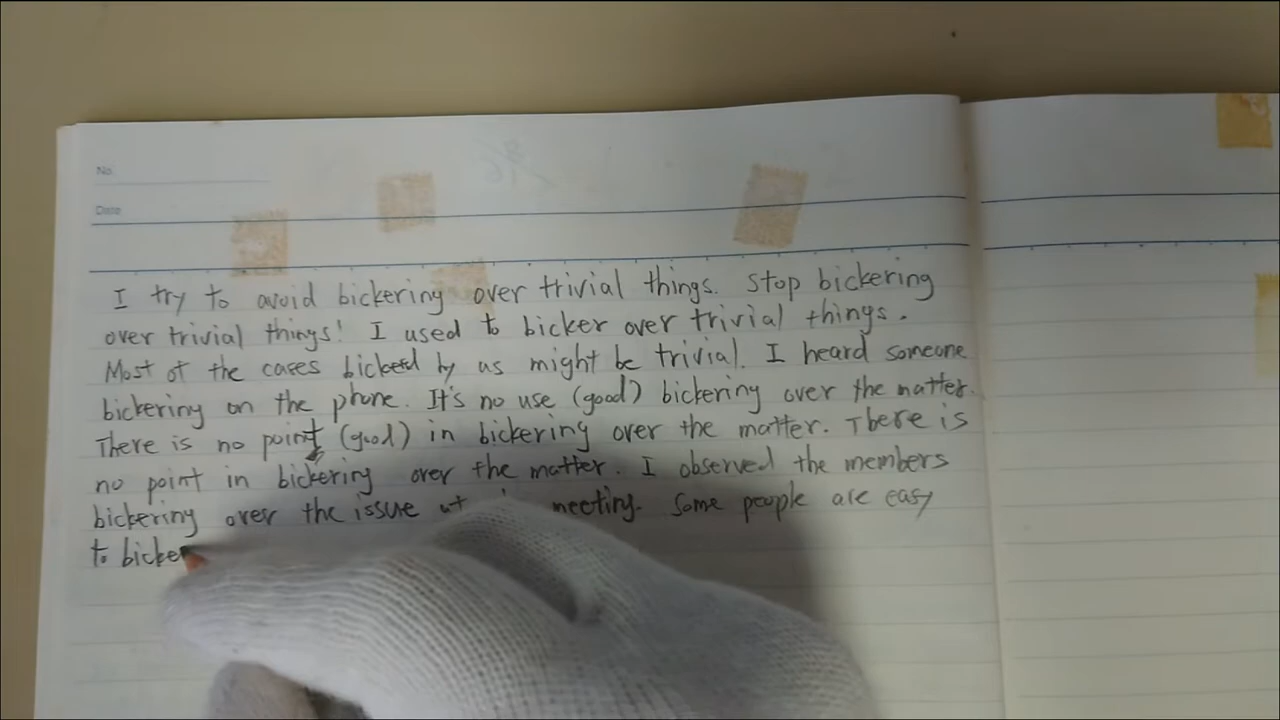 No.
Date
I try to avoid bickering over trivial things. Stop bickering
over trivial things! I used to bicker over trivial things.
Most of the cases bickered by us might be trivial. I heard someone
bickering on the phone. It's no use (good) bickering over the matter.
There is no point (good) in bickering over the matter. There is
no point in bickering over the matter. I observed the members
bickering over the issue at meeting. Some people are easy
to bicker